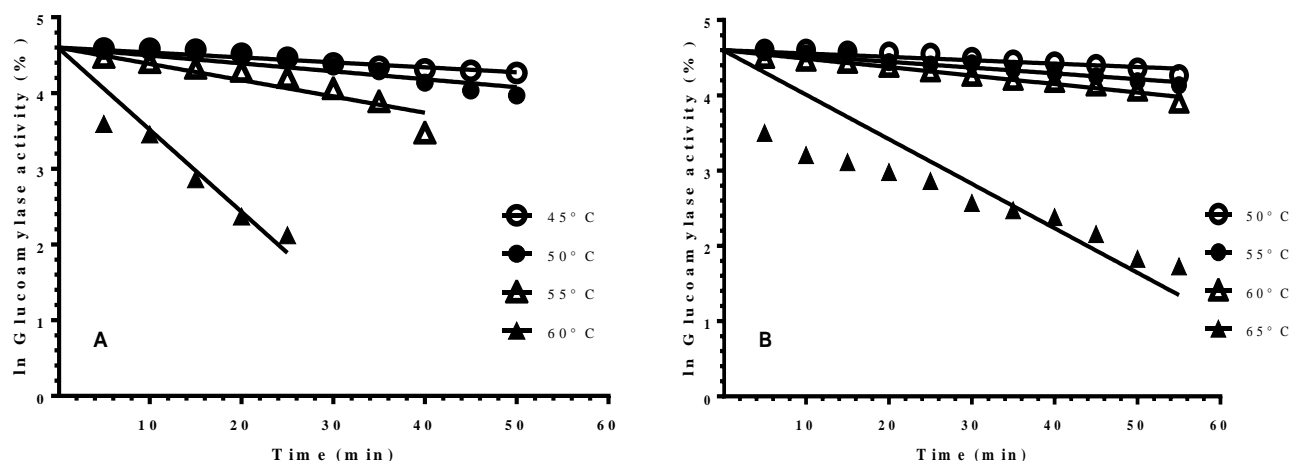 5
4
3
2
1
0
ln Glucoamylase activity (%)
A
10 20 30 40 50 60
Time (min)
45° C
50° C
55° C
60° C
5
4
3
2
1
0
ln Glucoamylase activity (%)
B
10 20 30 40 50 60
Time (min)
50° C
55° C
60° C
65° C